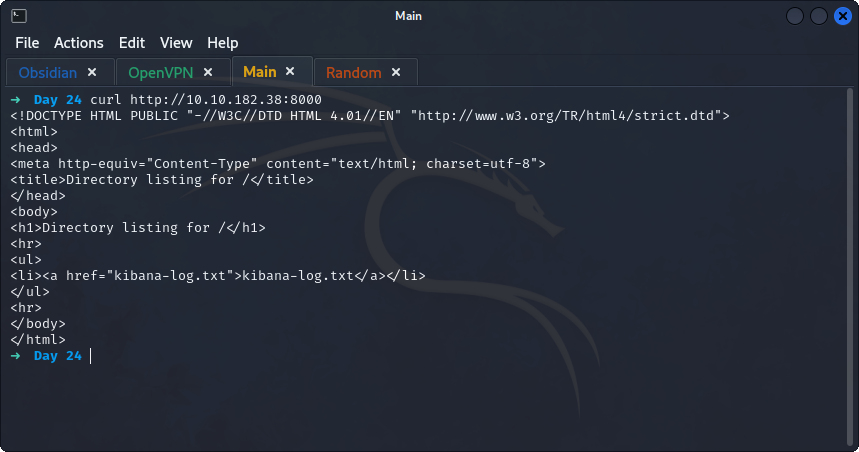 Main
File Actions Edit View Help
Obsidian × OpenVPN × Main × Random ×
→ Day 24 curl http://10.10.182.38:8000
<!DOCTYPE HTML PUBLIC "-//W3C//DTD HTML 4.01//EN" "http://www.w3.org/TR/html4/strict.dtd">
<html>
<head>
<meta http-equiv="Content-Type" content="text/html; charset=utf-8">
<title>Directory listing for /</title>
</head>
<body>
<h1>Directory listing for /</h1>
<hr>
<ul>
<li><a href="kibana-log.txt">kibana-log.txt</a></li>
</ul>
<hr>
</body>
</html>
→ Day 24